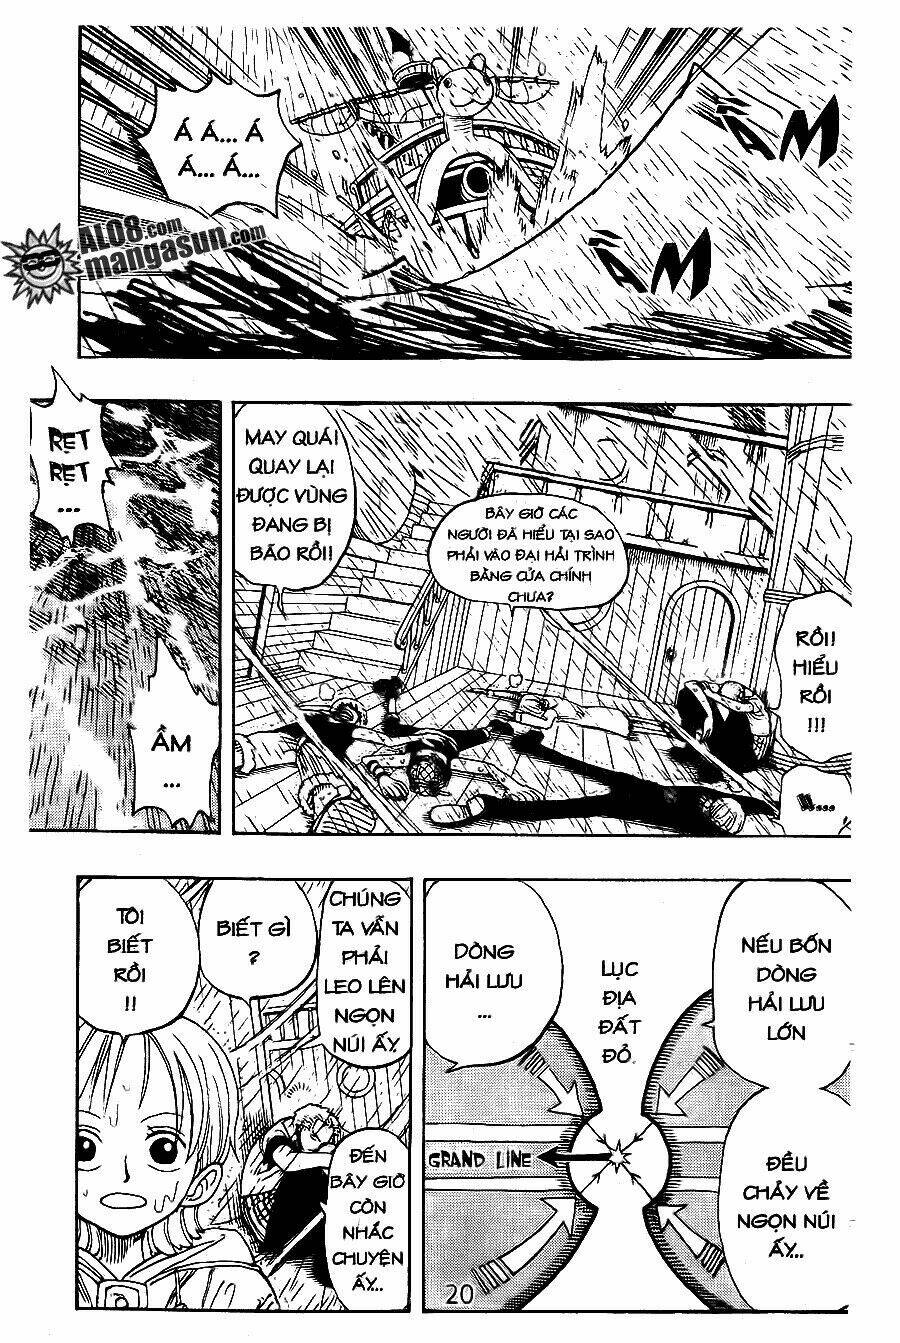 Á Á... Á
Á... Á...
ẦM
ẦM
AL08.com
mangasun.com
RẸT
RẸT
...
ẦM
...
MAY QUÁ!
QUAY LẠI
ĐƯỢC VÙNG
ĐANG BỊ
BÃO RỒI!!
BÂY GIỜ CÁC
NGƯỜI ĐÃ HIỂU TẠI SAO
PHẢI VÀO ĐẠI HẢI TRÌNH
BẰNG CỬA CHÍNH
CHƯA?
RỒI!
HIỂU
RỒI
!!!
TÔI
BIẾT
RỒI
!!
BIẾT GÌ
?
CHÚNG
TA VẪN
PHẢI
LEO LÊN
NGỌN
NÚI ẤY.
ĐẾN
BÂY GIỜ
CÒN
NHẮC
CHUYỆN
ẤY...
DÒNG
HẢI LƯU
...
LỤC
ĐỊA
ĐẤT
ĐỎ.
NẾU BỐN
DÒNG
HẢI LƯU
LỚN
ĐỀU
CHẢY VỀ
NGỌN NÚI
ẤY...
GRAND LINE
20